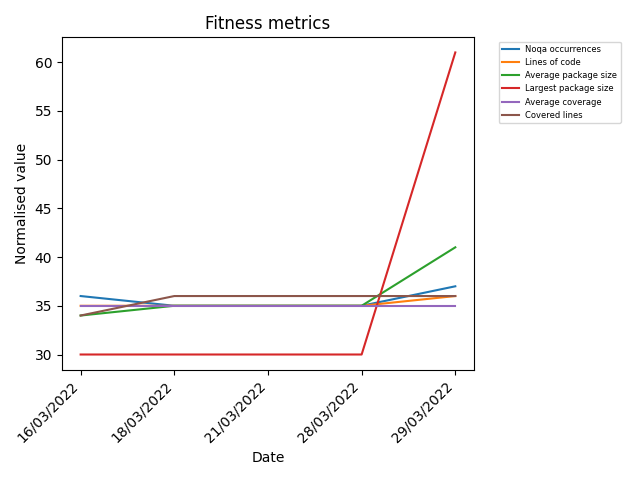 Fitness metrics
Noqa occurrences
Lines of code
Average package size
Largest package size
Average coverage
Covered lines
Normalised value
60
55
50
45
40
35
30
16/03/2022
18/03/2022
21/03/2022
28/03/2022
29/03/2022
Date